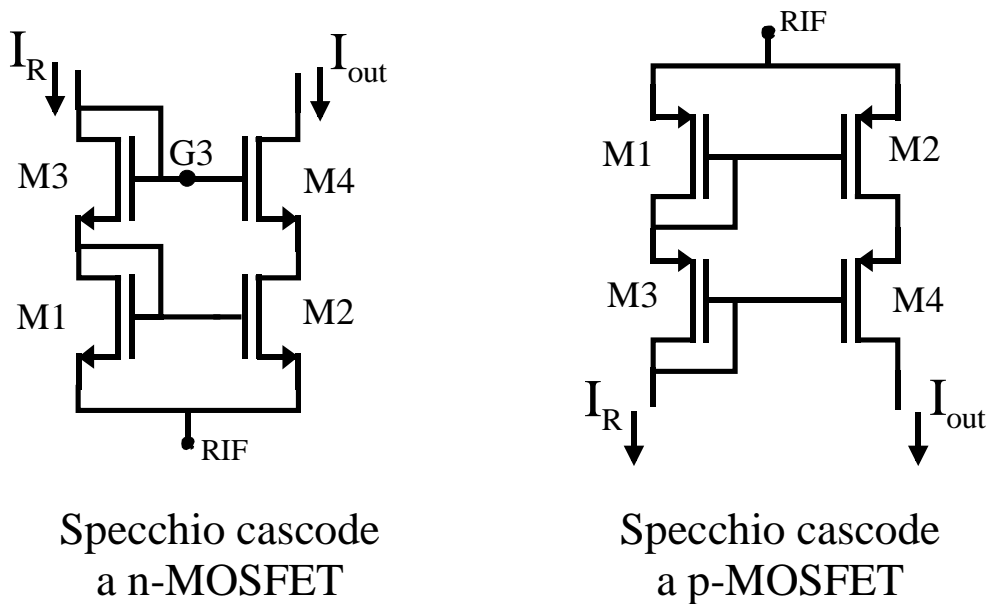 I_R
I_out
G3
M3
M4
M1
M2
RIF
Specchio cascode
a n-MOSFET
RIF
M1
M2
M3
M4
I_R
I_out
Specchio cascode
a p-MOSFET